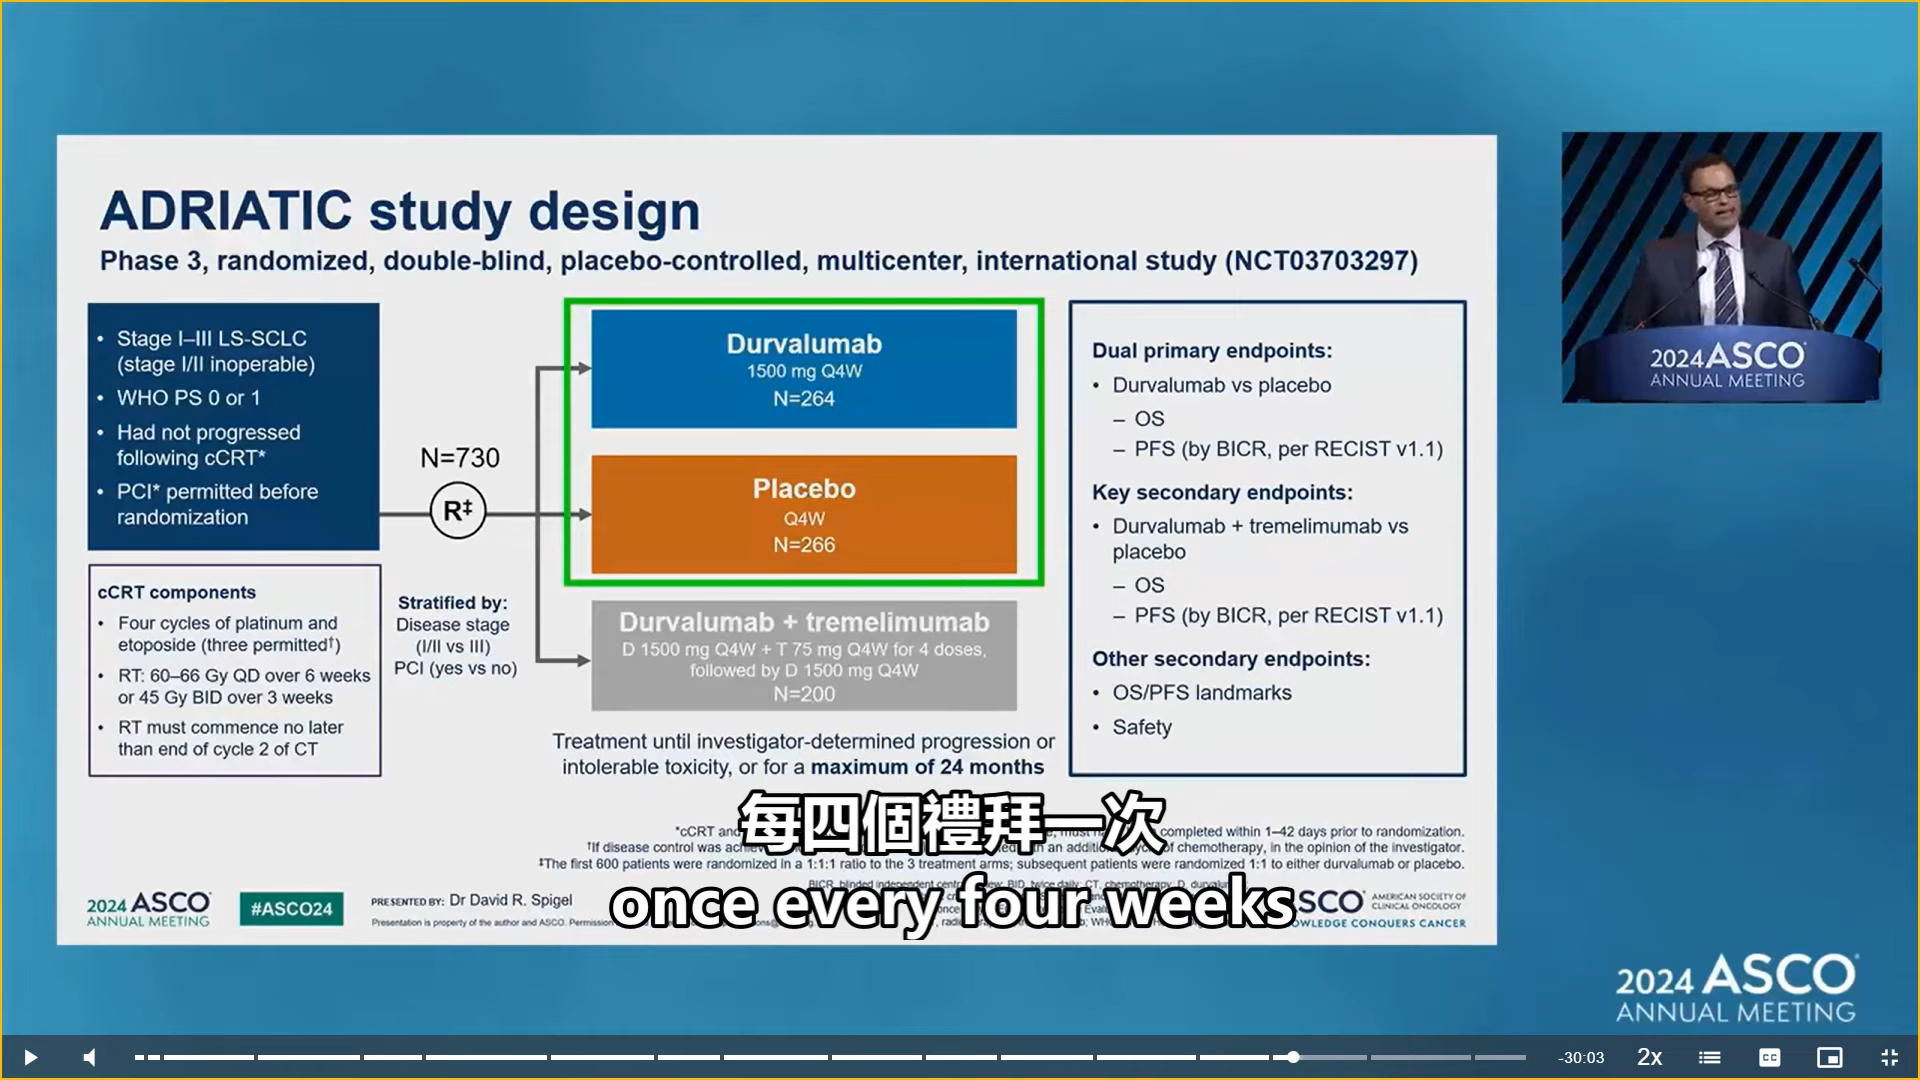 ADRIATIC study design
Phase 3, randomized, double-blind, placebo-controlled, multicenter, international study (NCT03703297)
• Stage I–III LS-SCLC
(stage I/II inoperable)
• WHO PS 0 or 1
• Had not progressed
following cCRT*
• PCI* permitted before
randomization
cCRT components
• Four cycles of platinum and
etoposide (three permitted†)
• RT: 60–66 Gy QD over 6 weeks
or 45 Gy BID over 3 weeks
• RT must commence no later
than end of cycle 2 of CT
N=730
R‡
Stratified by:
Disease stage
(I/II vs III)
PCI (yes vs no)
Durvalumab
1500 mg Q4W
N=264
Placebo
Q4W
N=266
Durvalumab + tremelimumab
D 1500 mg Q4W + T 75 mg Q4W for 4 doses,
followed by D 1500 mg Q4W
N=200
Treatment until investigator-determined progression or
intolerable toxicity, or for a maximum of 24 months
Dual primary endpoints:
• Durvalumab vs placebo
– OS
– PFS (by BICR, per RECIST v1.1)
Key secondary endpoints:
• Durvalumab + tremelimumab vs
placebo
– OS
– PFS (by BICR, per RECIST v1.1)
Other secondary endpoints:
• OS/PFS landmarks
• Safety
*cCRT and completed within 1–42 days prior to randomization.
†If disease control was of chemotherapy, in the opinion of the investigator.
‡The first 600 patients were randomized in a 1:1:1 ratio to the 3 treatment arms; subsequent patients were randomized 1:1 to either durvalumab or placebo.
BICR, blinded independent BID, twice daily; CT, chemotherapy; D,
每四個禮拜一次
once every four weeks
2024 ASCO
ANNUAL MEETING
#ASCO24
PRESENTED BY: Dr David R. Spigel
Presentation is property of the author and ASCO.
AMERICAN SOCIETY OF
CLINICAL ONCOLOGY
CONQUERS CANCER
2024 ASCO
ANNUAL MEETING
2024 ASCO
ANNUAL MEETING
-30:03
2x
CC